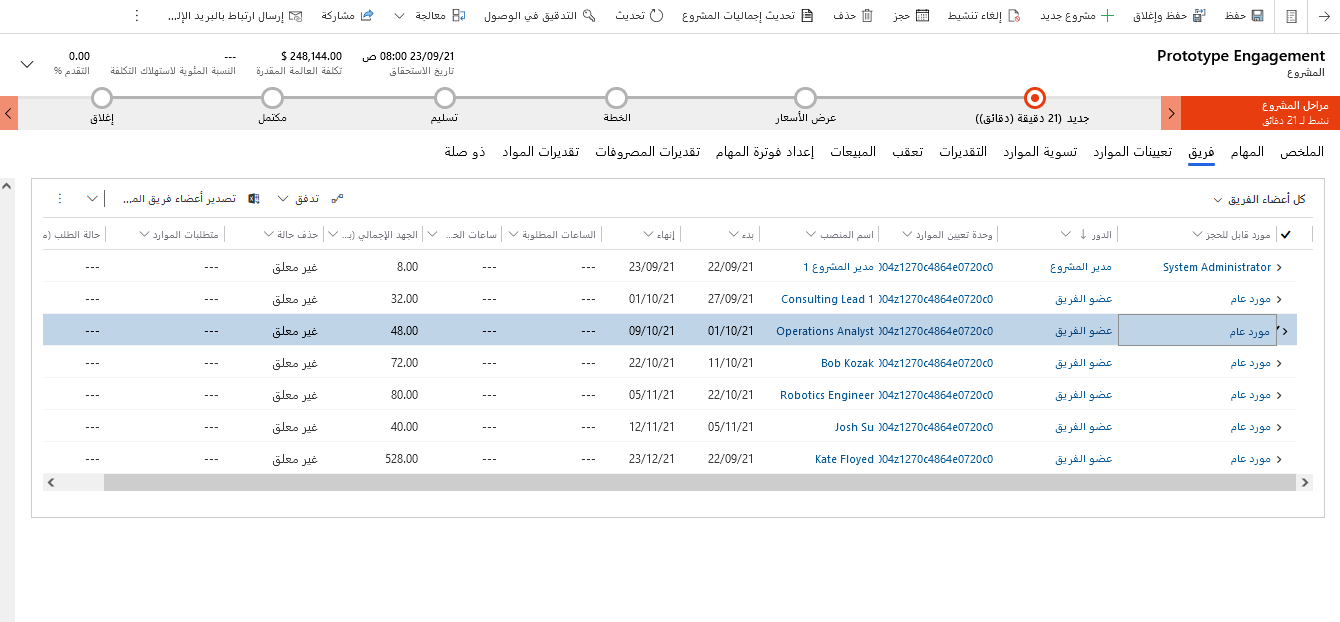 حفظ
حفظ وإغلاق
مشروع جديد
إلغاء تنشيط
حجز
حذف
تحديث إجماليات المشروع
تحديث
التدقيق في الوصول
معالجة
مشاركة
إرسال ارتباط بالبريد الإل...
Prototype Engagement
المشروع
23/09/21 08:00 ص
تاريخ الاستحقاق
$ 248,144.00
تكلفة العمالة المقدرة
---
النسبة المئوية لاستهلاك التكلفة
0.00
التقدم %
مراحل المشروع
نشط لـ 21 دقائق
جديد (21 دقيقة (دقائق))
عرض الأسعار
الخطة
تسليم
مكتمل
إغلاق
الملخص المهام فريق تعيينات الموارد تسوية الموارد التقديرات تعقب المبيعات إعداد فوترة المهام تقديرات المصروفات تقديرات المواد ذو صلة
كل أعضاء الفريق
تدفق
تصدير أعضاء فريق الم...
مورد قابل للحجز الدور وحدة تعيين الموارد اسم المنصب بدء إنهاء الساعات المطلوبة ساعات الحـ... الجهد الإجمالي (بـ... حذف حالة متطلبات الموارد حالة الطلب (م
System Administrator مدير المشروع 004z1270c4864e0720c0 مدير المشروع 1 22/09/21 23/09/21 --- --- 8.00 غير معلق --- ---
مورد عام عضو الفريق 004z1270c4864e0720c0 Consulting Lead 1 27/09/21 01/10/21 --- --- 32.00 غير معلق --- ---
مورد عام عضو الفريق 004z1270c4864e0720c0 Operations Analyst 01/10/21 09/10/21 --- --- 48.00 غير معلق --- ---
مورد عام عضو الفريق 004z1270c4864e0720c0 Bob Kozak 11/10/21 22/10/21 --- --- 72.00 غير معلق --- ---
مورد عام عضو الفريق 004z1270c4864e0720c0 Robotics Engineer 22/10/21 05/11/21 --- --- 80.00 غير معلق --- ---
مورد عام عضو الفريق 004z1270c4864e0720c0 Josh Su 05/11/21 12/11/21 --- --- 40.00 غير معلق --- ---
مورد عام عضو الفريق 004z1270c4864e0720c0 Kate Floyed 22/09/21 23/12/21 --- --- 528.00 غير معلق --- ---